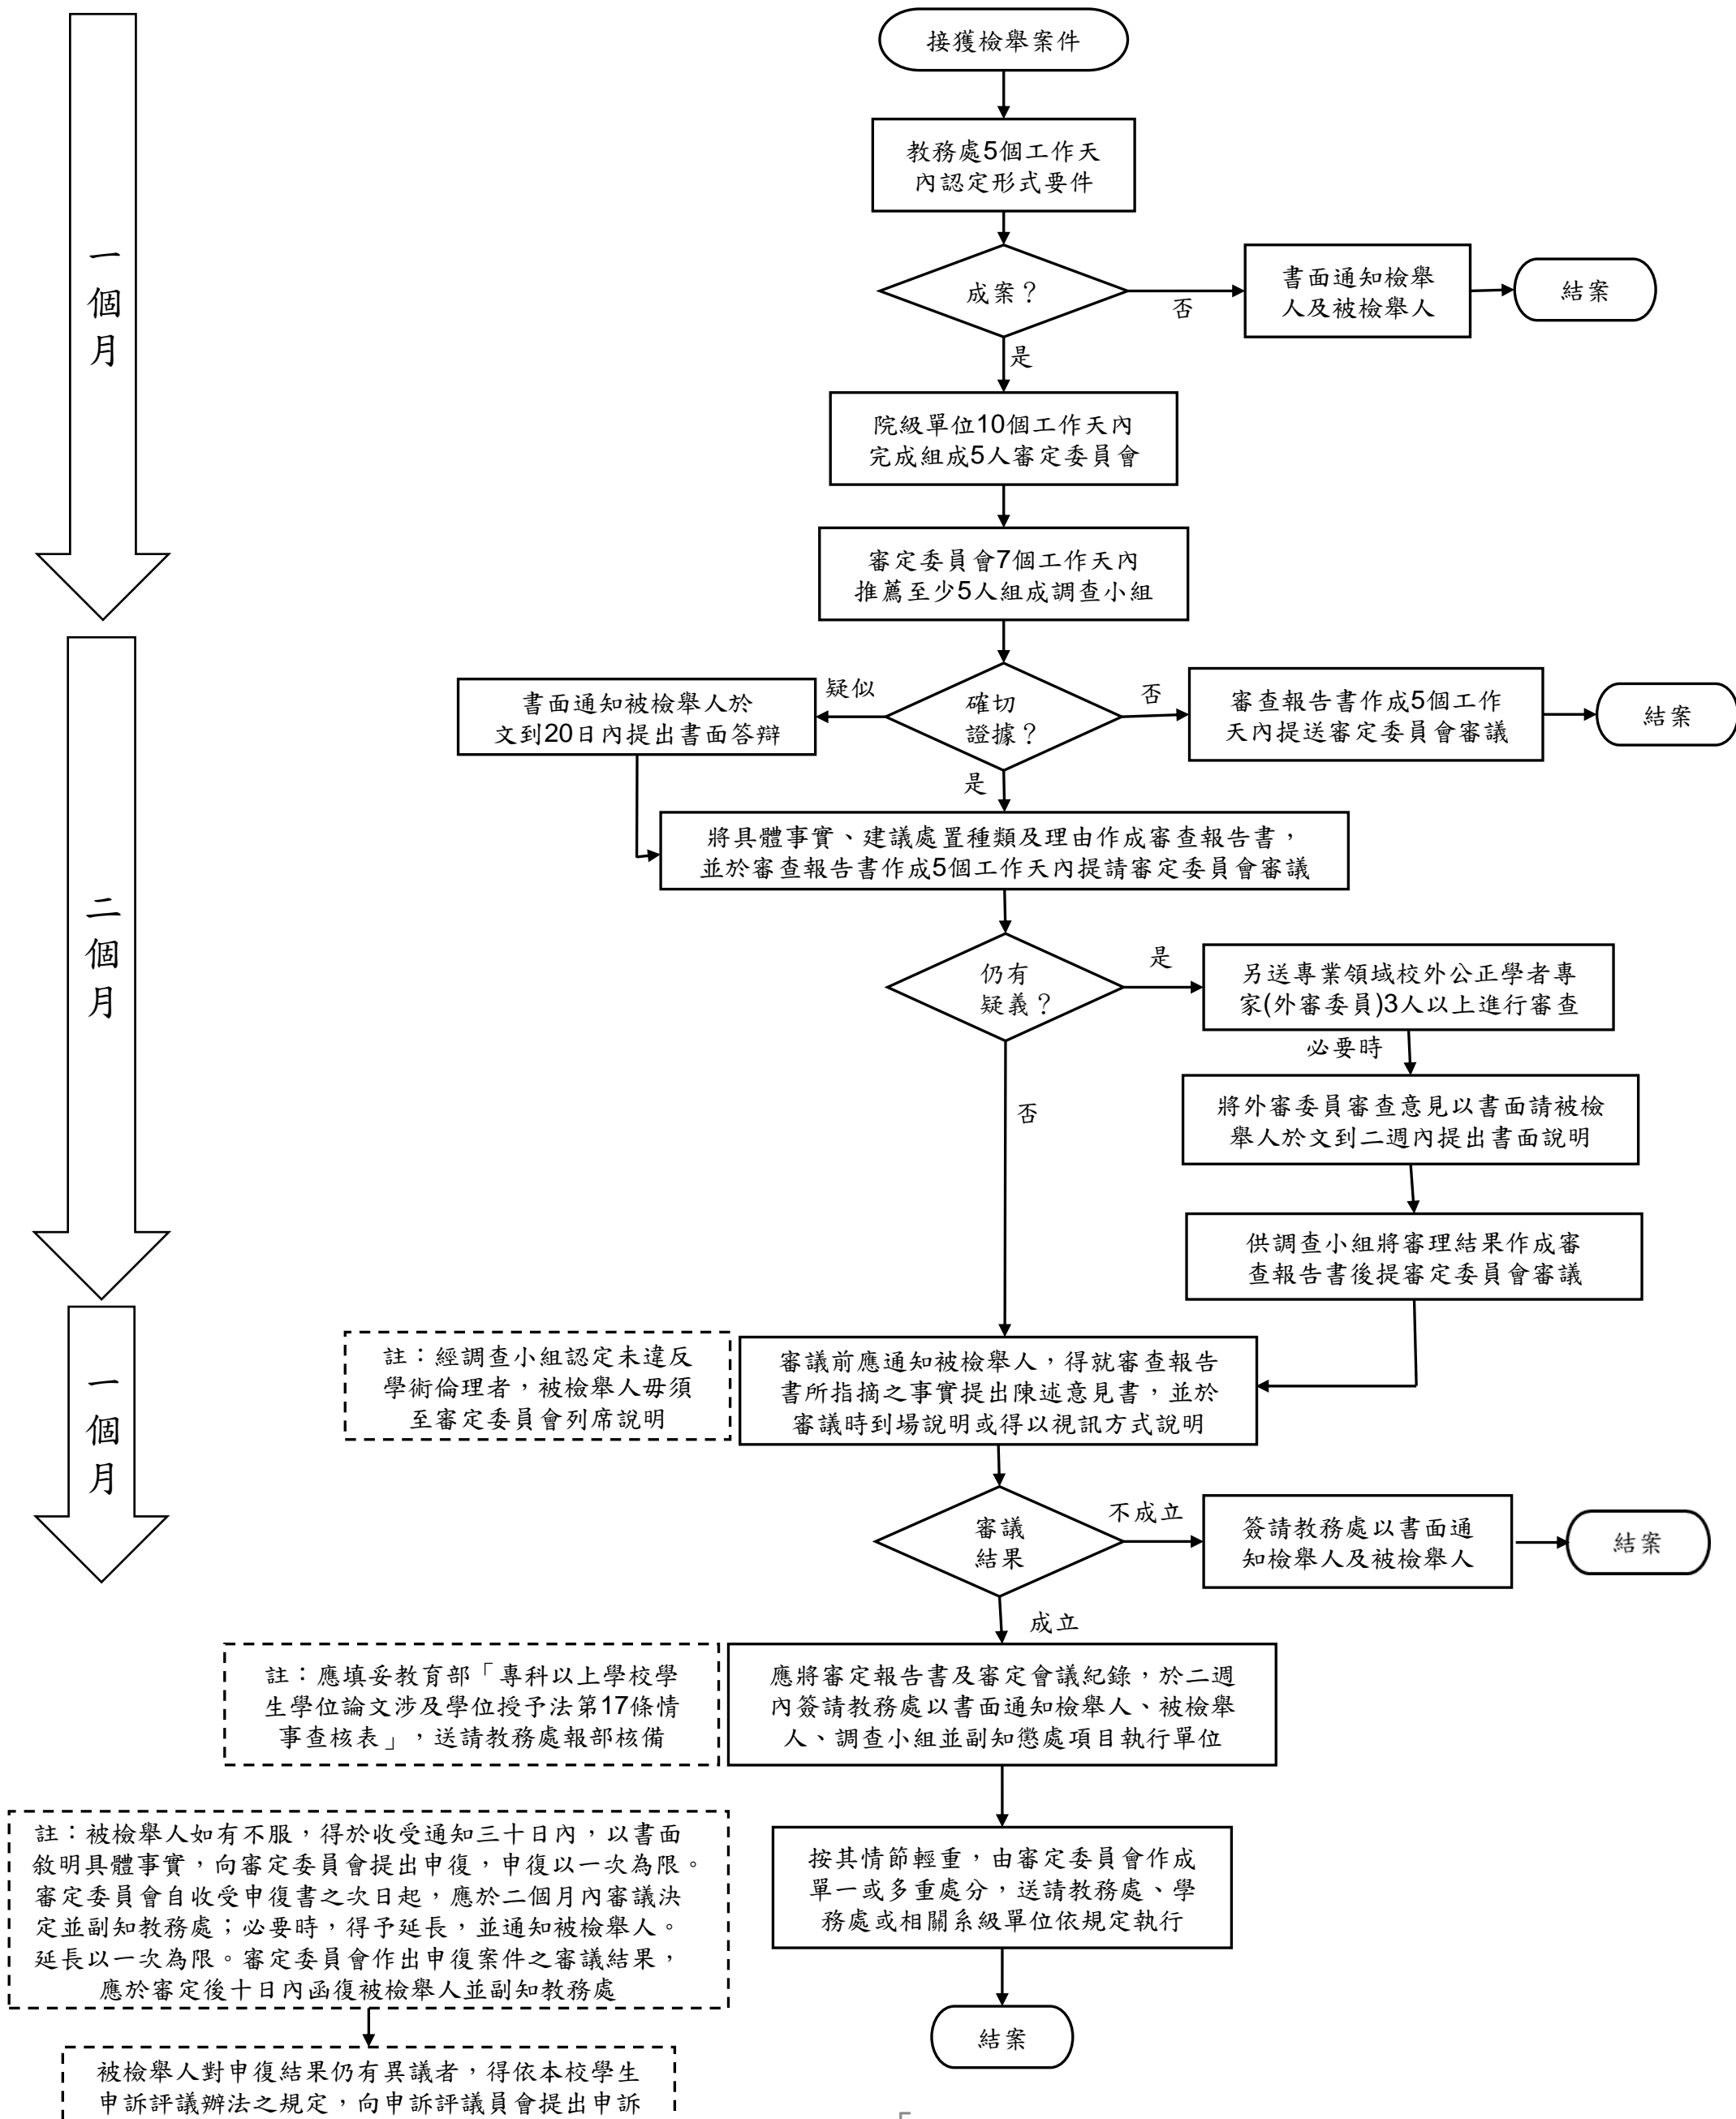 接獲檢舉案件
教務處5個工作天
內認定形式要件
成案？
否
書面通知檢舉
人及被檢舉人
結案
是
院級單位10個工作天內
完成組成5人審定委員會
審定委員會7個工作天內
推薦至少5人組成調查小組
一
個
月
確切
證據？
疑似
書面通知被檢舉人於
文到20日內提出書面答辯
否
審查報告書作成5個工作
天內提送審定委員會審議
結案
是
將具體事實、建議處置種類及理由作成審查報告書，
並於審查報告書作成5個工作天內提請審定委員會審議
仍有
疑義？
是
另送專業領域校外公正學者專
家(外審委員)3人以上進行審查
必要時
將外審委員審查意見以書面請被檢
舉人於文到二週內提出書面說明
供調查小組將審理結果作成審
查報告書後提審定委員會審議
否
二
個
月
註：經調查小組認定未違反
學術倫理者，被檢舉人毋須
至審定委員會列席說明
審議前應通知被檢舉人，得就審查報告
書所指摘之事實提出陳述意見書，並於
審議時到場說明或得以視訊方式說明
一
個
月
審議
結果
不成立
簽請教務處以書面通
知檢舉人及被檢舉人
結案
成立
註：應填妥教育部「專科以上學校學
生學位論文涉及學位授予法第17條情
事查核表」，送請教務處報部核備
應將審定報告書及審定會議紀錄，於二週
內簽請教務處以書面通知檢舉人、被檢舉
人、調查小組並副知懲處項目執行單位
註：被檢舉人如有不服，得於收受通知三十日內，以書面
敘明具體事實，向審定委員會提出申復，申復以一次為限。
審定委員會自收受申復書之次日起，應於二個月內審議決
定並副知教務處；必要時，得予延長，並通知被檢舉人。
延長以一次為限。審定委員會作出申復案件之審議結果，
應於審定後十日內函復被檢舉人並副知教務處
按其情節輕重，由審定委員會作成
單一或多重處分，送請教務處、學
務處或相關系級單位依規定執行
結案
被檢舉人對申復結果仍有異議者，得依本校學生
申訴評議辦法之規定，向申訴評議員會提出申訴